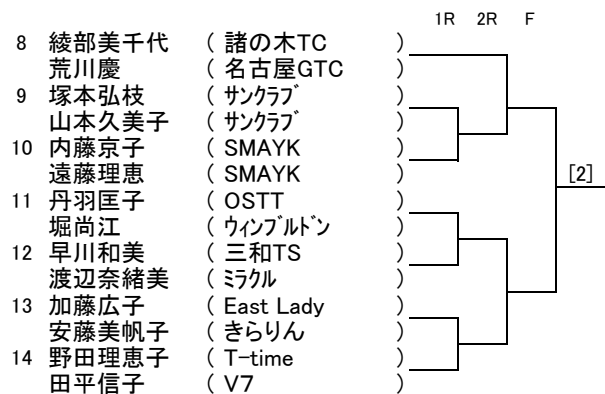 1R 2R F
8 綾部美千代 ( 諸の木TC )
荒川慶 ( 名古屋GTC )
9 塚本弘枝 ( サンクラブ )
山本久美子 ( サンクラブ )
10 内藤京子 ( SMAYK )
遠藤理恵 ( SMAYK )
[2]
11 丹羽匡子 ( OSTT )
堀尚江 ( ウィンブルドン )
12 早川和美 ( 三和TS )
渡辺奈緒美 ( ミラクル )
13 加藤広子 ( East Lady )
安藤美帆子 ( きらりん )
14 野田理恵子 ( T-time )
田平信子 ( V7 )